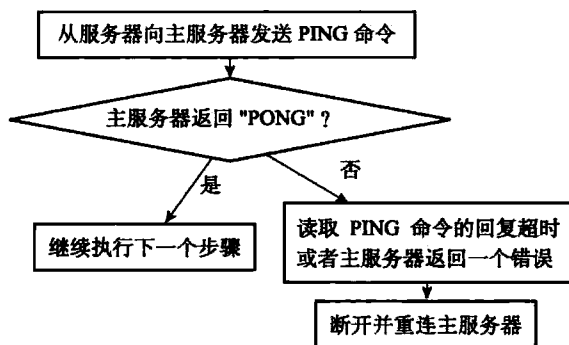 从服务器向主服务器发送 PING 命令
主服务器返回 "PONG"？
是
否
继续执行下一个步骤
读取 PING 命令的回复超时
或者主服务器返回一个错误
断开并重连主服务器